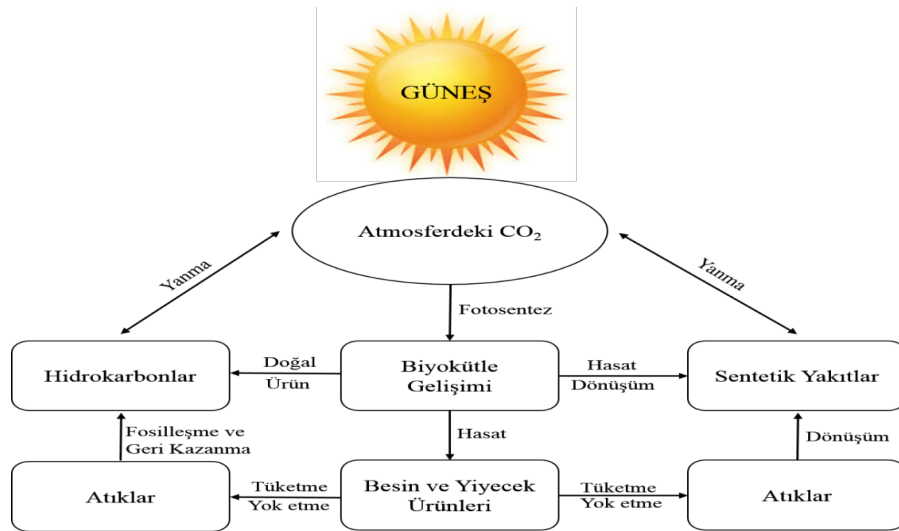 GÜNEŞ
Atmosferdeki CO₂
Yanma
Yanma
Fotosentez
Hidrokarbonlar
Doğal
Ürün
Biyokütle
Gelişimi
Hasat
Dönüşüm
Sentetik Yakıtlar
Fosilleşme ve
Geri Kazanma
Hasat
Dönüşüm
Atıklar
Tüketme
Yok etme
Besin ve Yiyecek
Ürünleri
Tüketme
Yok etme
Atıklar